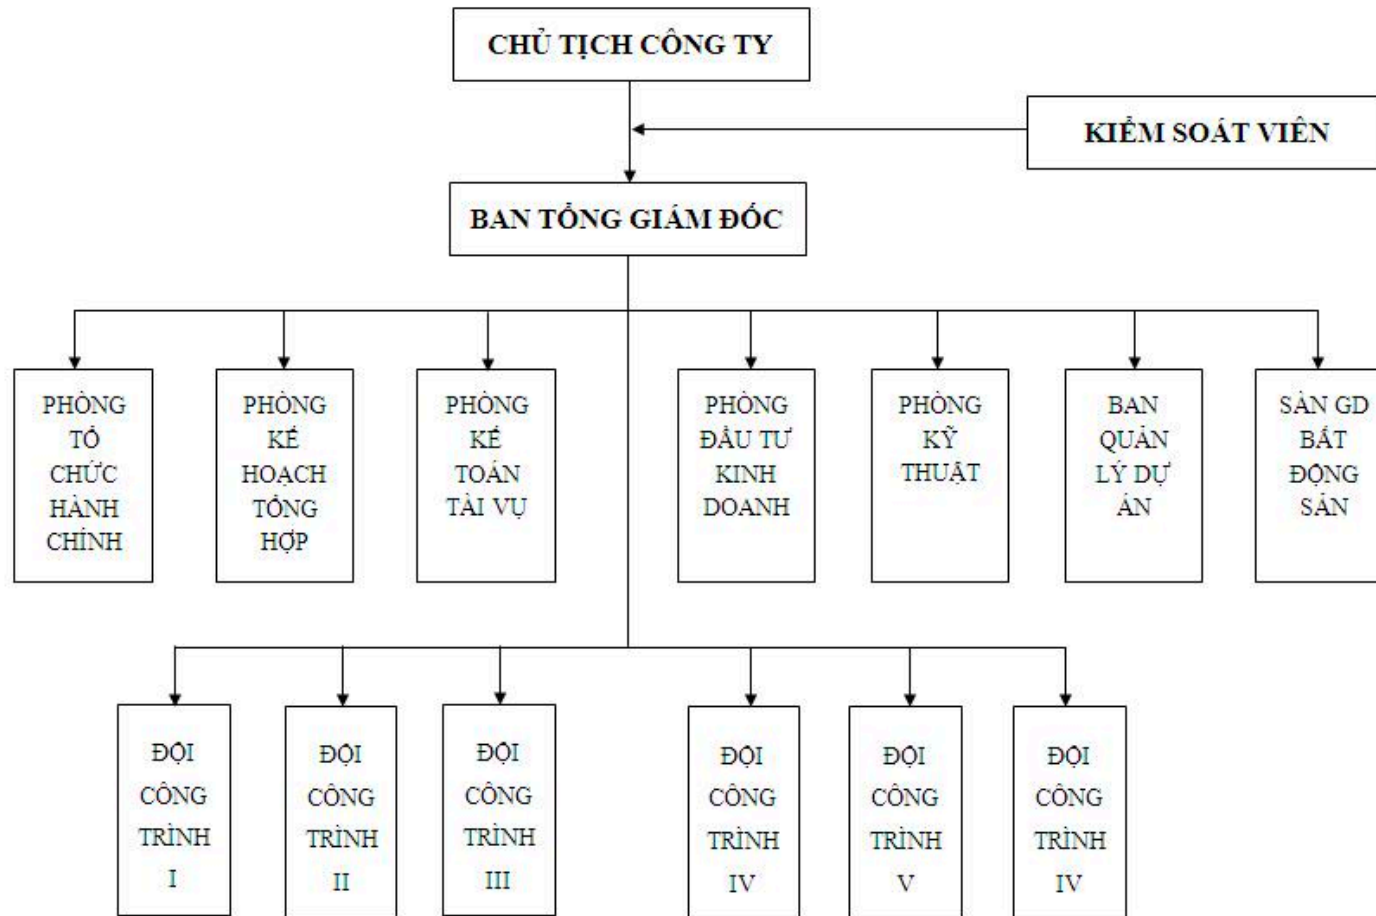 CHỦ TỊCH CÔNG TY
KIỂM SOÁT VIÊN
BAN TỔNG GIÁM ĐỐC
PHÒNG
TỔ
CHỨC
HÀNH
CHÍNH
PHÒNG
KẾ
HOẠCH
TỔNG
HỢP
PHÒNG
KẾ
TOÁN
TÀI VỤ
PHÒNG
ĐẦU TƯ
KINH
DOANH
PHÒNG
KỸ
THUẬT
BAN
QUẢN
LÝ DỰ
ÁN
SÀN GD
BẤT
ĐỘNG
SẢN
ĐỘI
CÔNG
TRÌNH
I
ĐỘI
CÔNG
TRÌNH
II
ĐỘI
CÔNG
TRÌNH
III
ĐỘI
CÔNG
TRÌNH
IV
ĐỘI
CÔNG
TRÌNH
V
ĐỘI
CÔNG
TRÌNH
IV